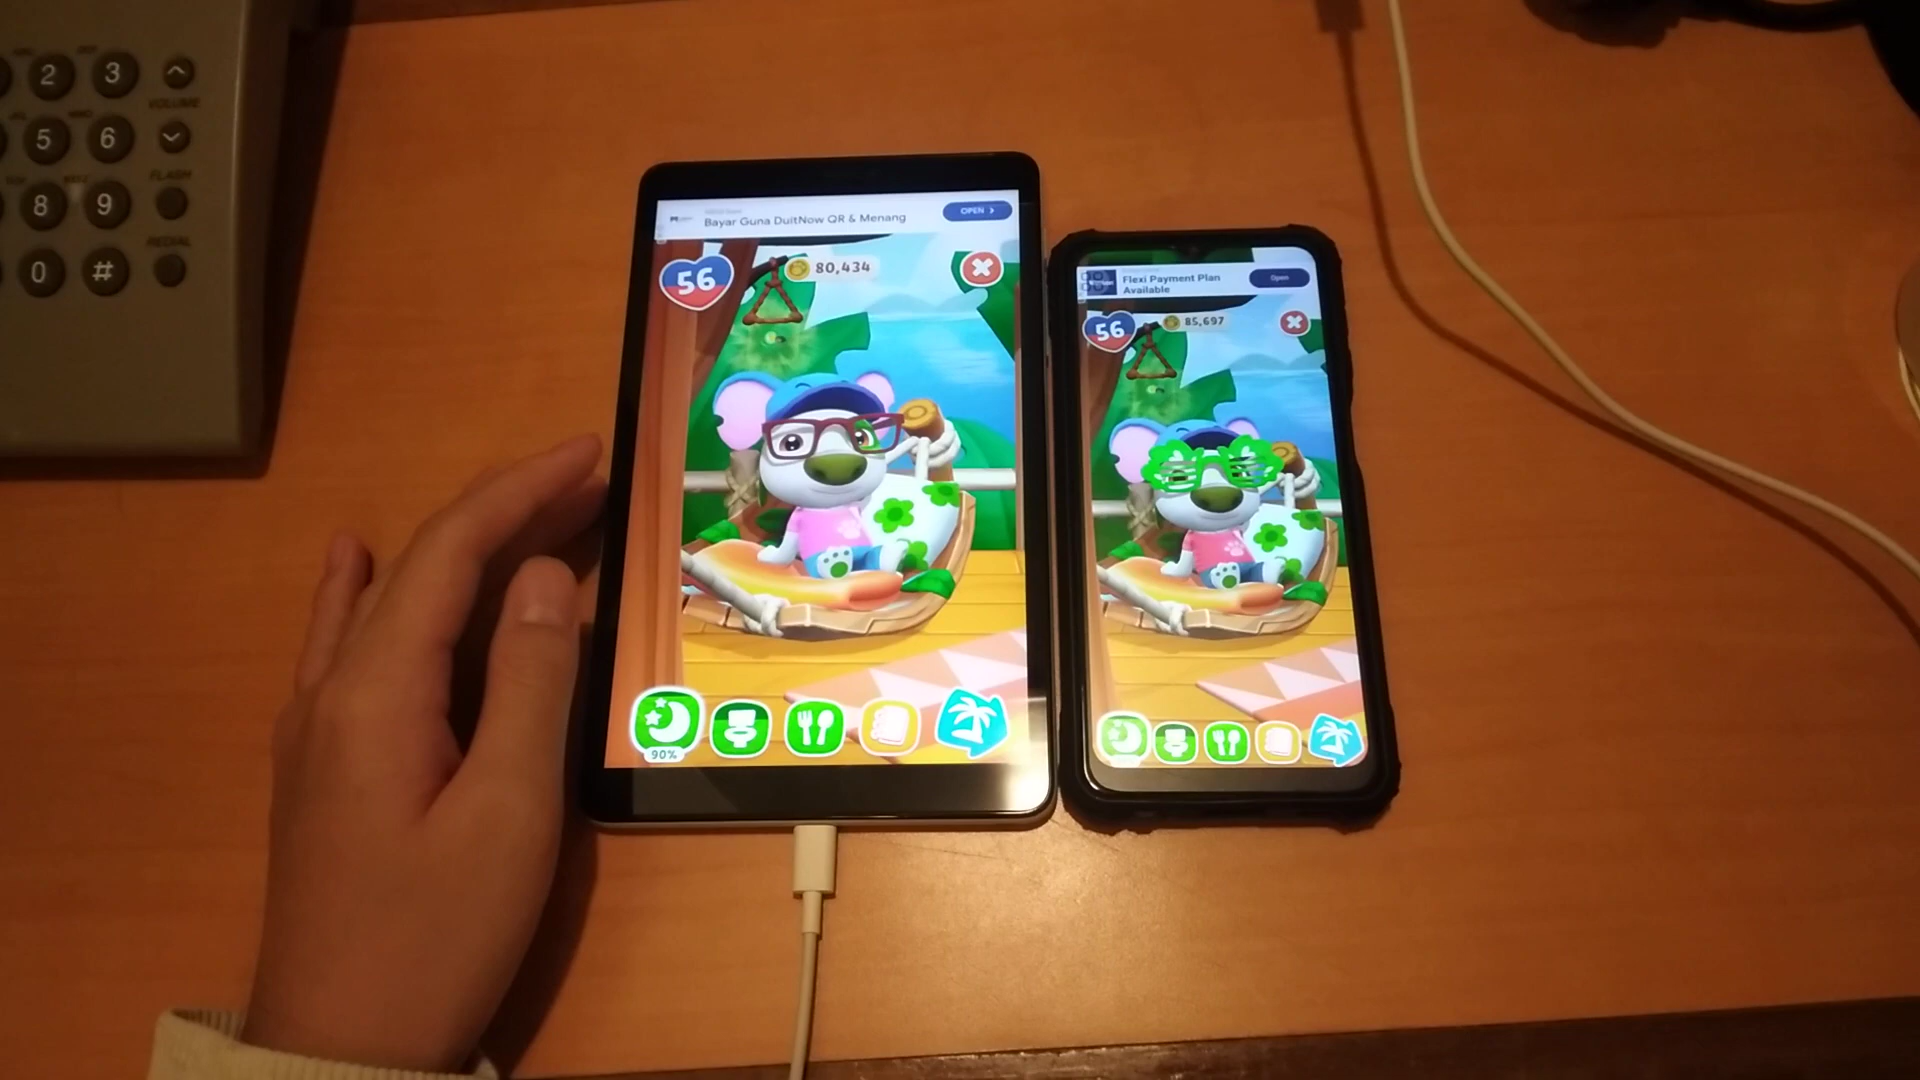 2
3
VOLUME
5
6
FLASH
8
9
REDIAL
0
#
Bayar Guna DuitNow QR & Menang
OPEN >
56
80,434
90%
Flexi Payment Plan
Available
Open
56
85,697